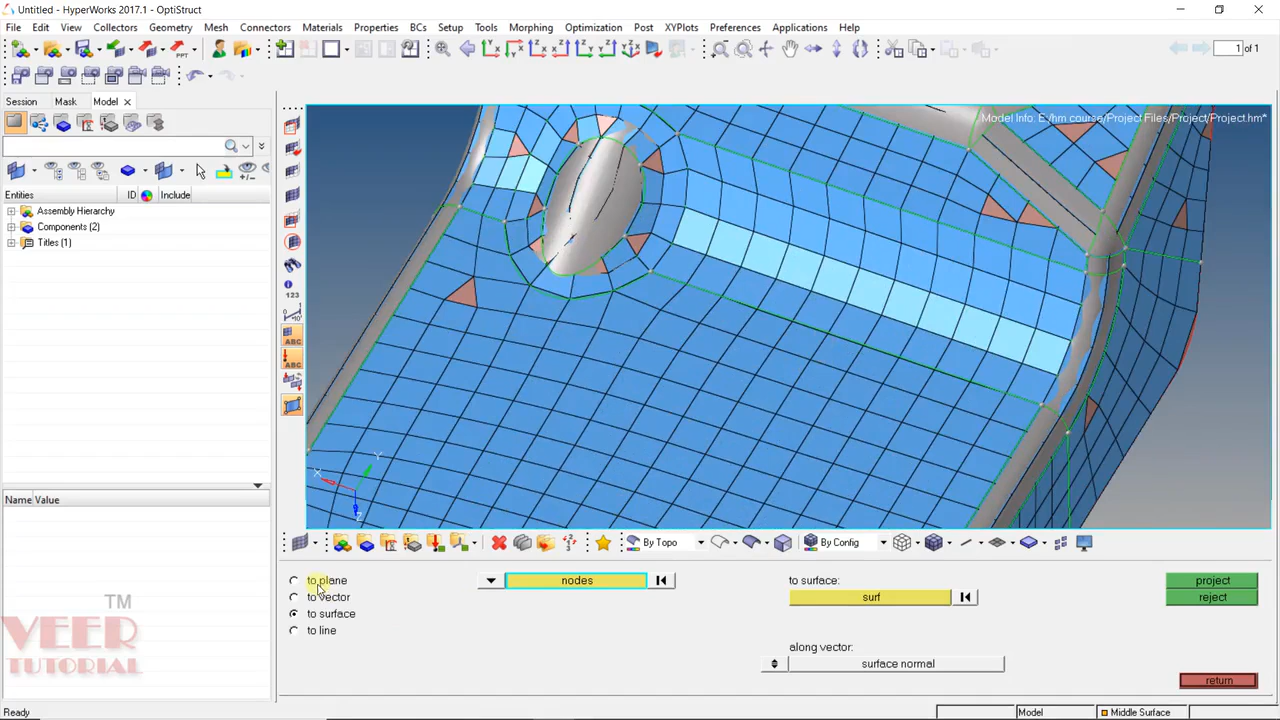 Untitled - HyperWorks 2017.1 - OptiStruct
File Edit View Collectors Geometry Mesh Connectors Materials Properties BCs Setup Tools Morphing Optimization Post XYPlots Preferences Applications Help
1 of 1
Session Mask Model
Entities ID Include
Assembly Hierarchy
Components (2)
Titles (1)
Name Value
Model Info: E:/hm course/Project Files/Project/Project.hm*
123
ABC
ABC
X Y Z
By Topo By Config
to plane
to vector
to surface
to line
nodes
to surface:
surf
along vector:
surface normal
project
reject
return
TM
VEER
TUTORIAL
Ready Model Middle Surface